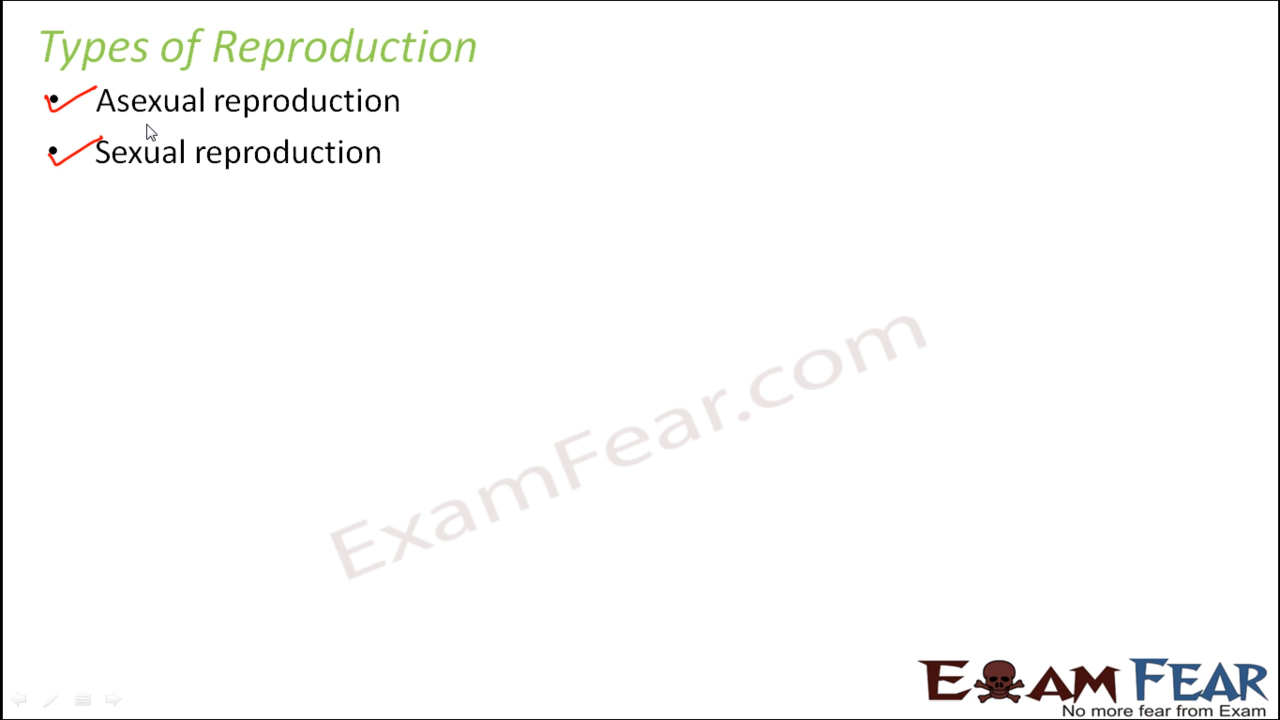 Types of Reproduction
• Asexual reproduction
• Sexual reproduction
ExamFear.com
EXAM FEAR
No more fear from Exam